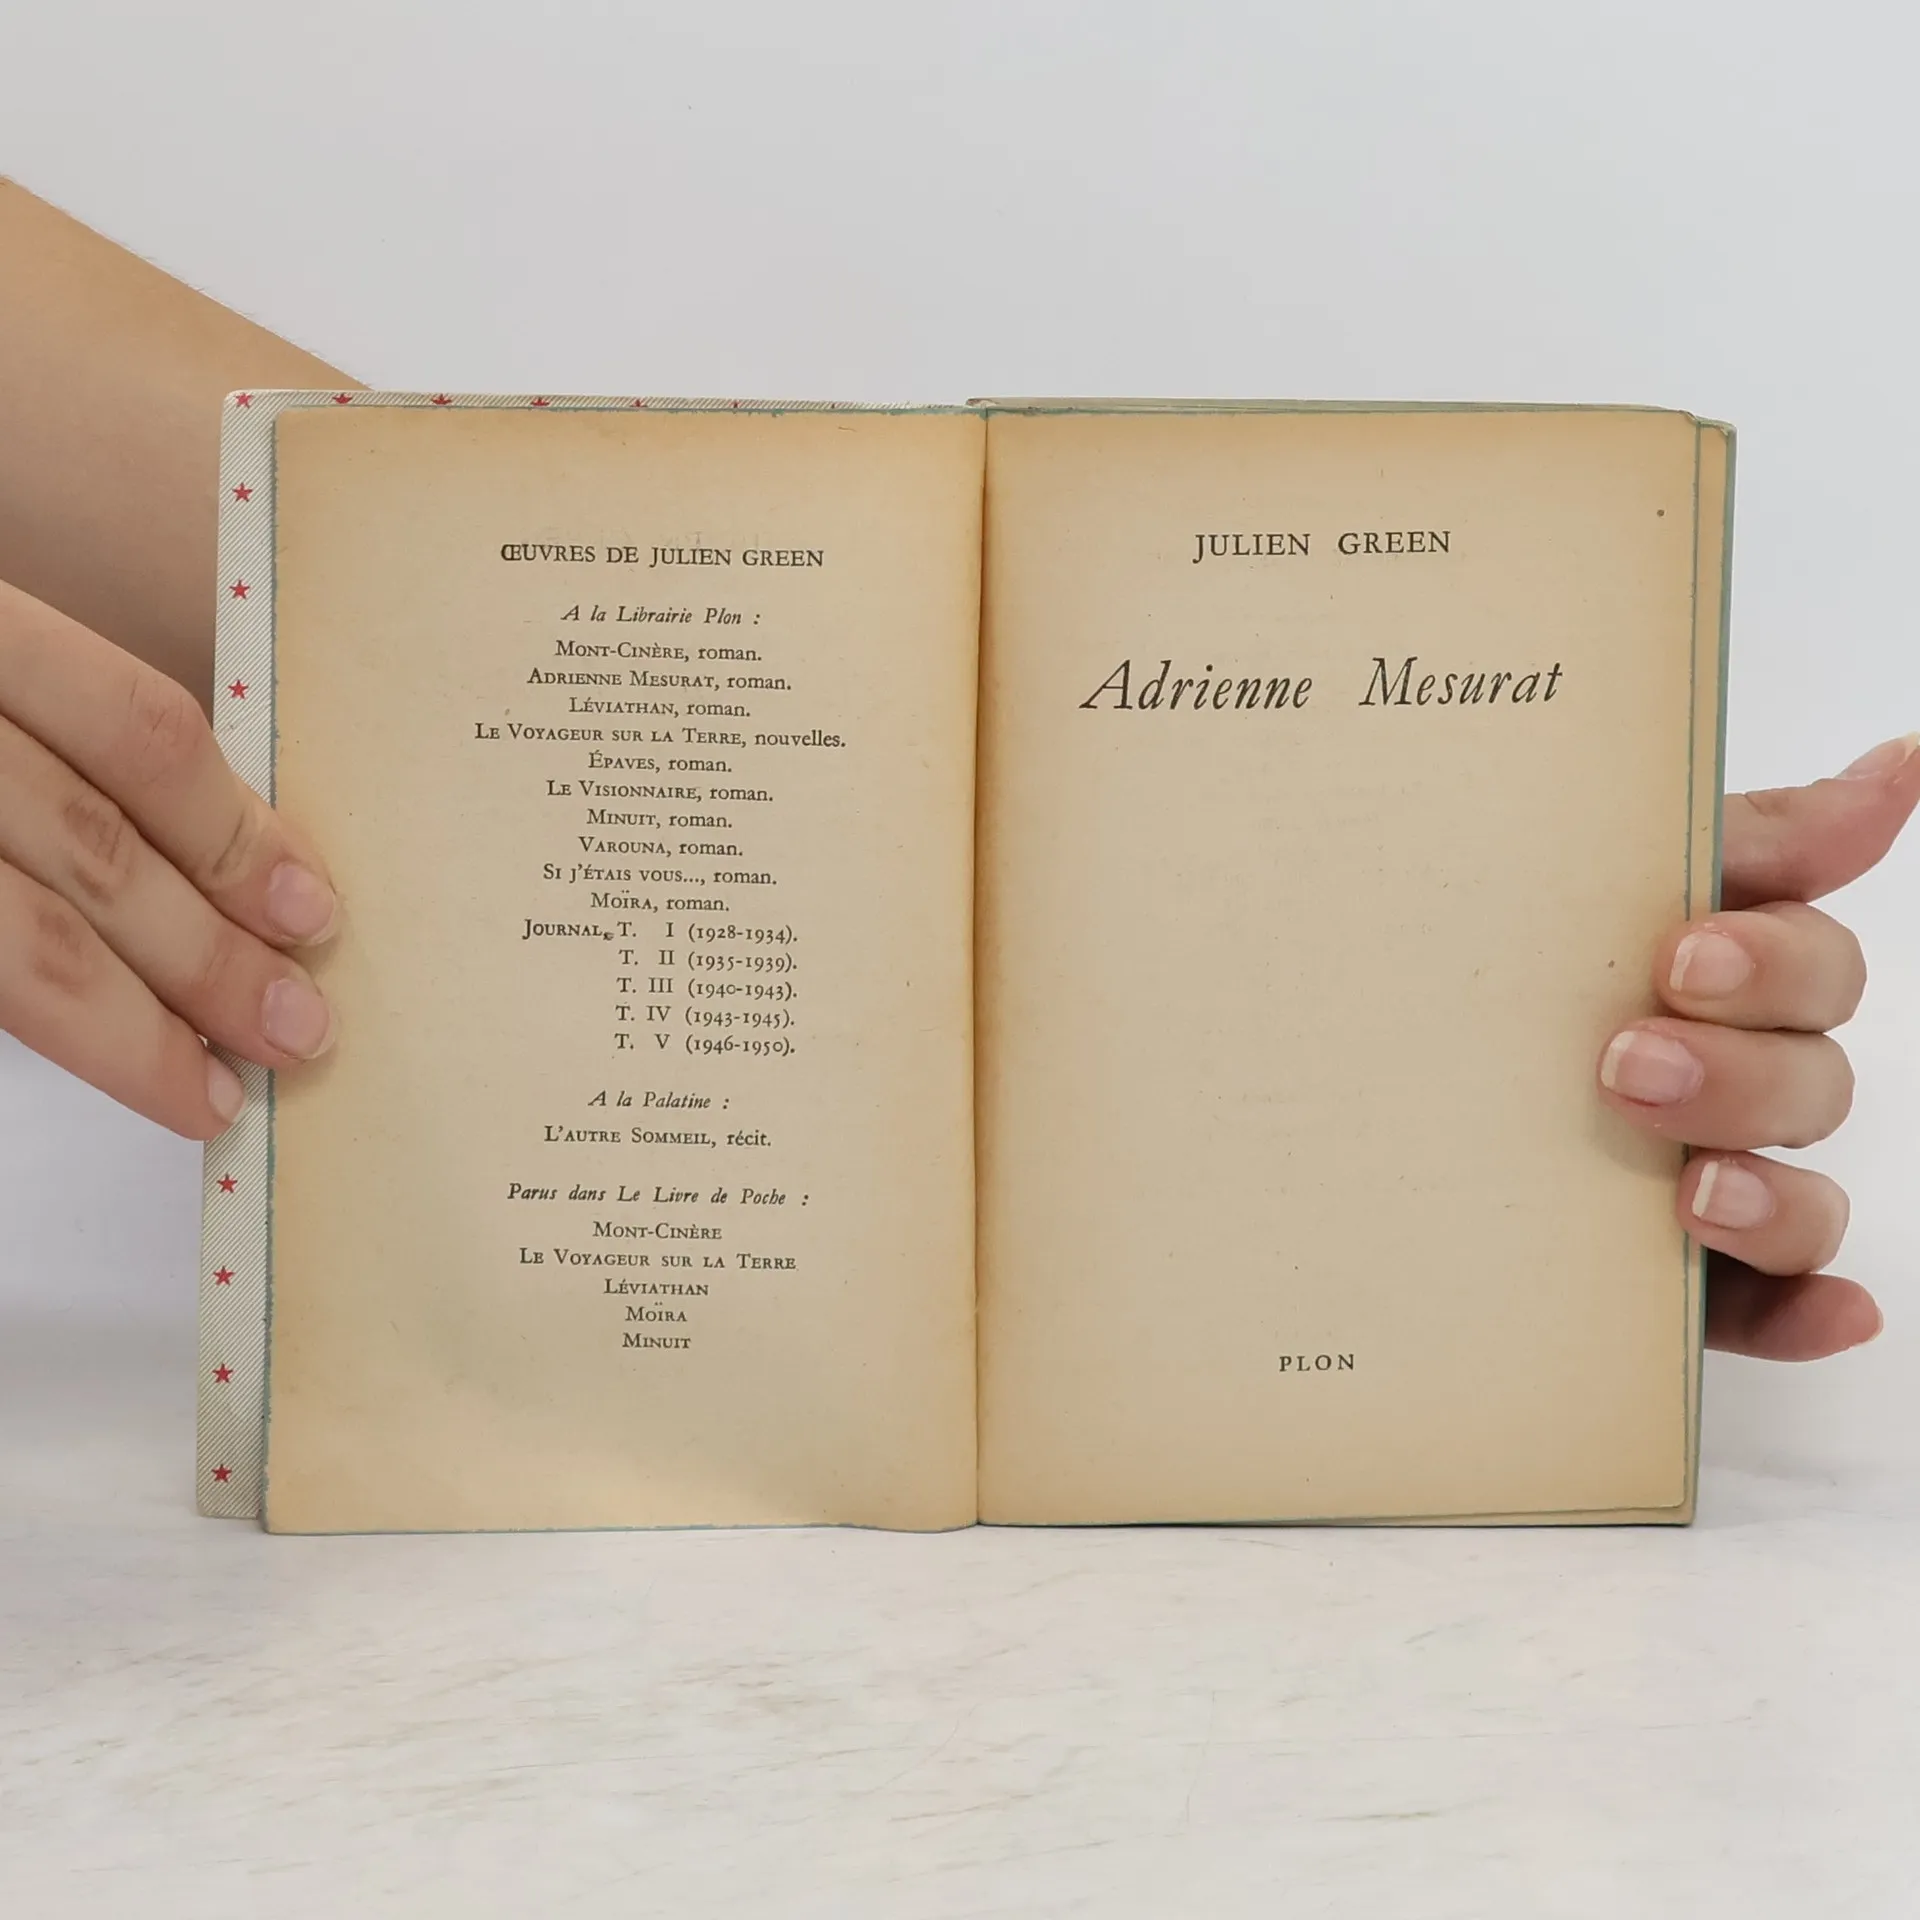 ŒUVRES DE JULIEN GREEN
A la Librairie Plon :
MONT-CINÈRE, roman.
ADRIENNE MESURAT, roman.
LÉVIATHAN, roman.
LE VOYAGEUR SUR LA TERRE, nouvelles.
ÉPAVES, roman.
LE VISIONNAIRE, roman.
MINUIT, roman.
VAROUNA, roman.
SI J'ÉTAIS VOUS..., roman.
MOÏRA, roman.
JOURNAL, T. I (1928-1934).
T. II (1935-1939).
T. III (1940-1943).
T. IV (1943-1945).
T. V (1946-1950).
A la Palatine :
L'AUTRE SOMMEIL, récit.
Parus dans Le Livre de Poche :
MONT-CINÈRE
LE VOYAGEUR SUR LA TERRE
LÉVIATHAN
MOÏRA
MINUIT
JULIEN GREEN
Adrienne Mesurat
PLON